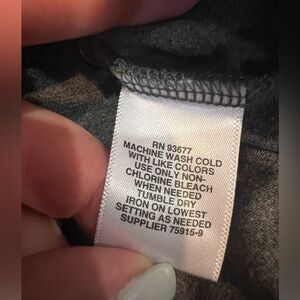 RN 93677
MACHINE WASH COLD
WITH LIKE COLORS
USE ONLY NON-
CHLORINE BLEACH
WHEN NEEDED
TUMBLE DRY
IRON ON LOWEST
SETTING AS NEEDED
SUPPLIER 75915-9